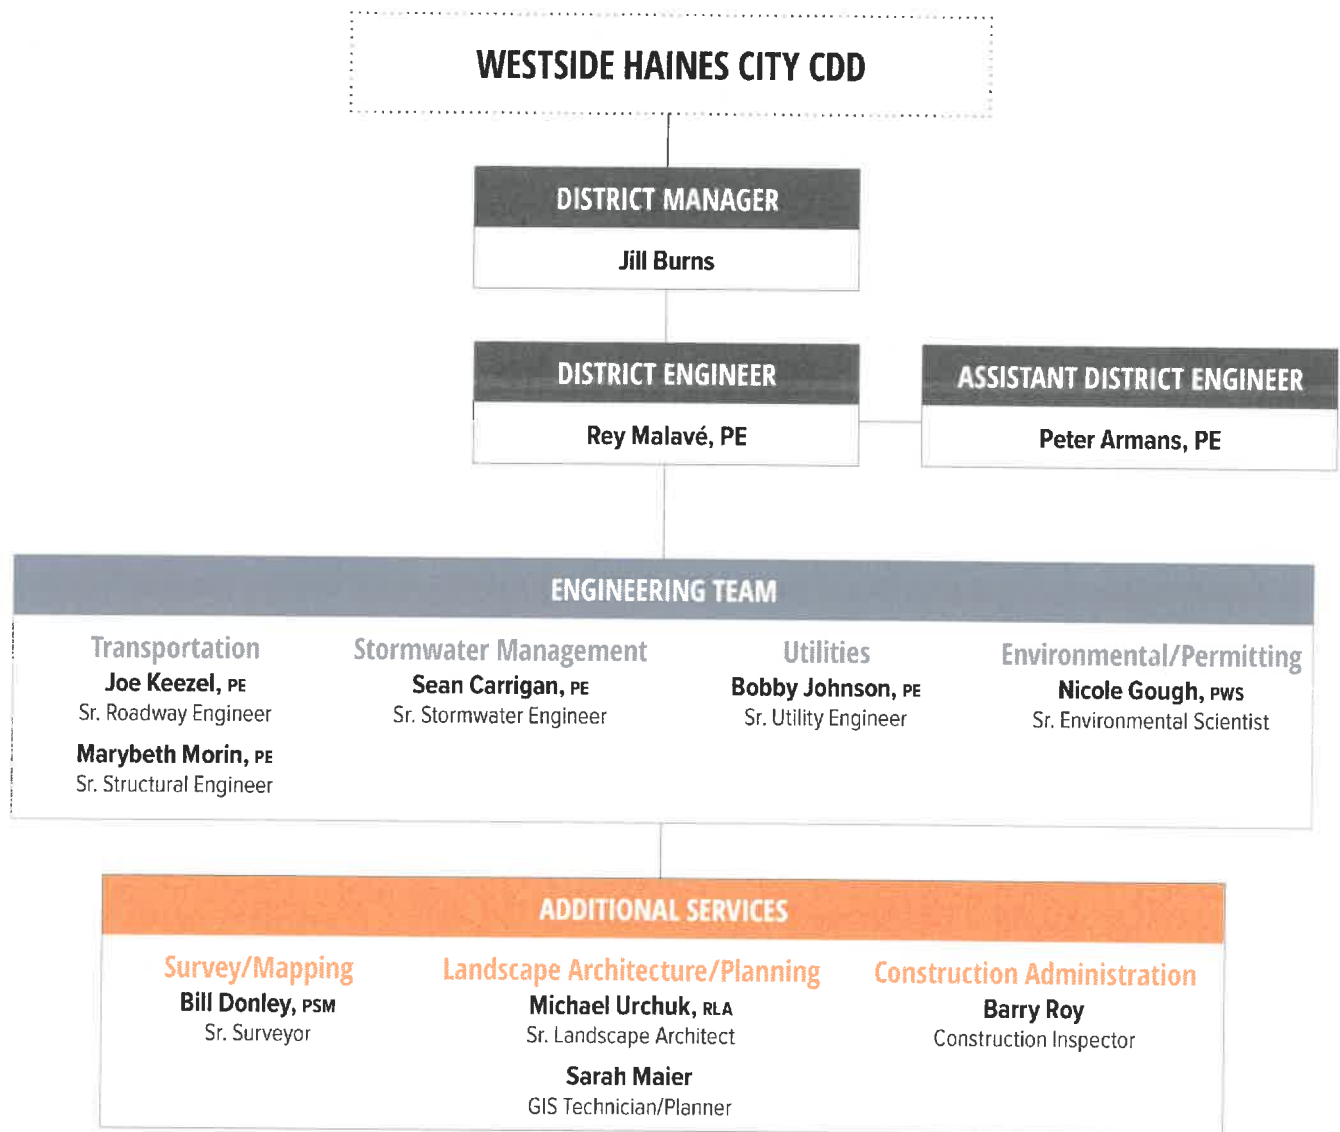 WESTSIDE HAINES CITY CDD
DISTRICT MANAGER
Jill Burns
DISTRICT ENGINEER
Rey Malavé, PE
ASSISTANT DISTRICT ENGINEER
Peter Armans, PE
ENGINEERING TEAM
Transportation
Joe Keezel, PE
Sr. Roadway Engineer
Marybeth Morin, PE
Sr. Structural Engineer
Stormwater Management
Sean Carrigan, PE
Sr. Stormwater Engineer
Utilities
Bobby Johnson, PE
Sr. Utility Engineer
Environmental/Permitting
Nicole Gough, PWS
Sr. Environmental Scientist
ADDITIONAL SERVICES
Survey/Mapping
Bill Donley, PSM
Sr. Surveyor
Landscape Architecture/Planning
Michael Urchuk, RLA
Sr. Landscape Architect
Sarah Maier
GIS Technician/Planner
Construction Administration
Barry Roy
Construction Inspector